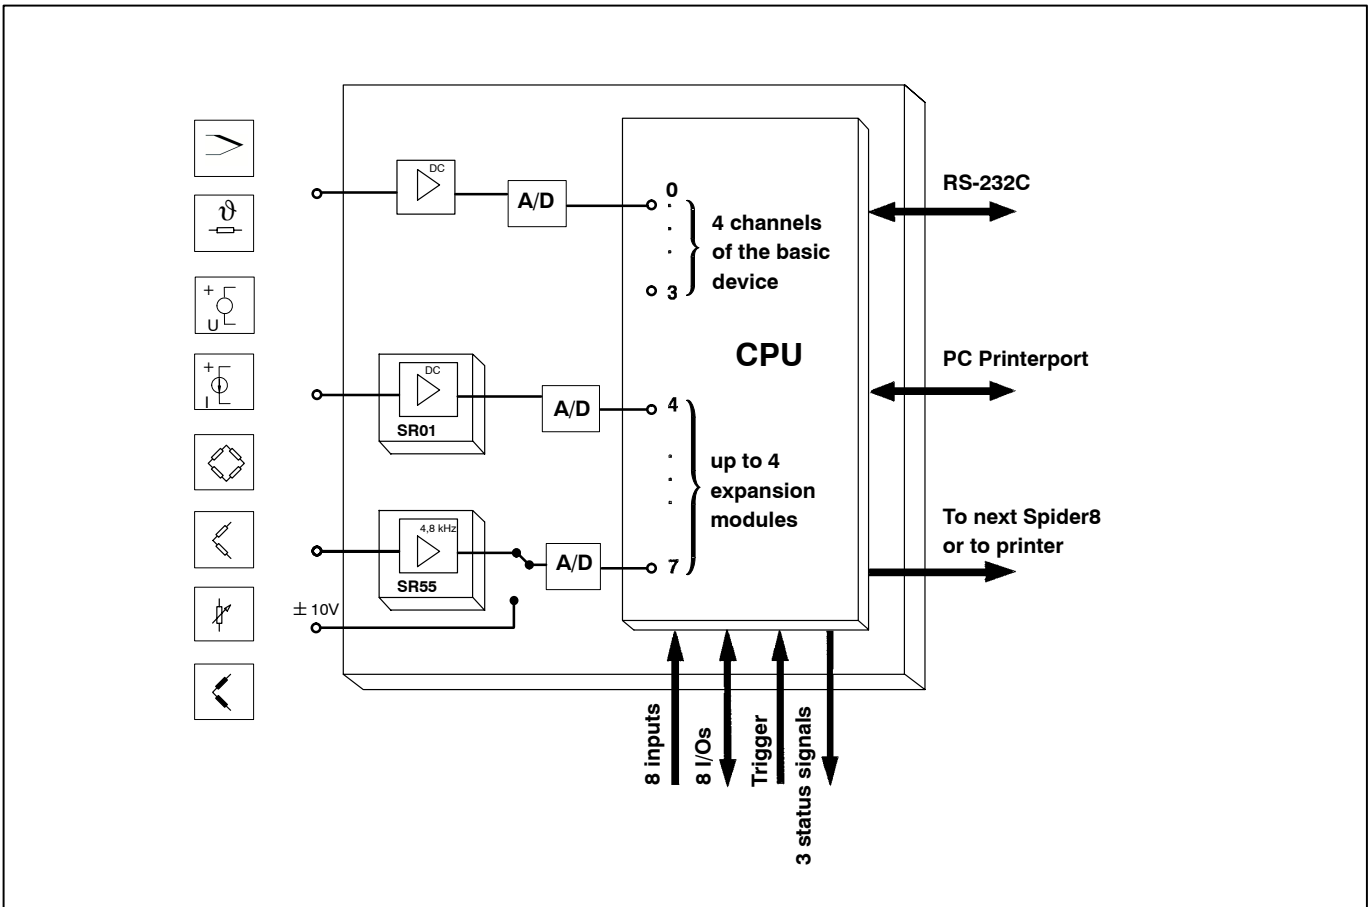 ϑ
+
U
+
I
DC
A/D
0
3
4 channels
of the basic
device
CPU
DC
SR01
A/D
4
up to 4
expansion
modules
4,8 kHz
SR55
A/D
7
± 10V
RS-232C
PC Printerport
To next Spider8
or to printer
8 inputs
8 I/Os
Trigger
3 status signals